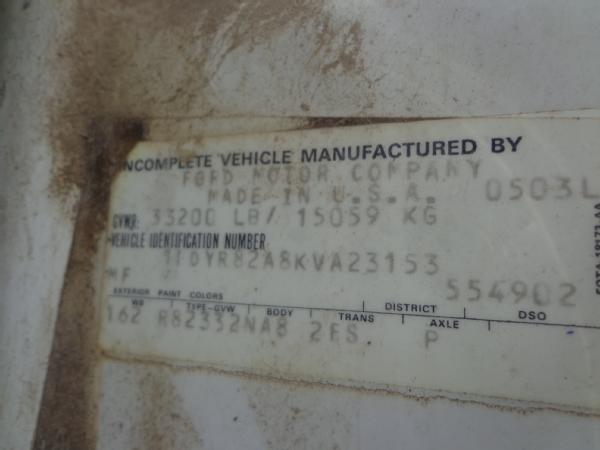 INCOMPLETE VEHICLE MANUFACTURED BY
FORD MOTOR COMPANY
MADE IN U.S.A. 0503L
GVWR: 33200 LB/ 15059 KG
VEHICLE IDENTIFICATION NUMBER
1FDYR82A8KVA23153
MF 554902
EXTERIOR PAINT COLORS DISTRICT DSO
WB TYPE-GVW BODY TRANS AXLE
162 R82332NA8 2FS P